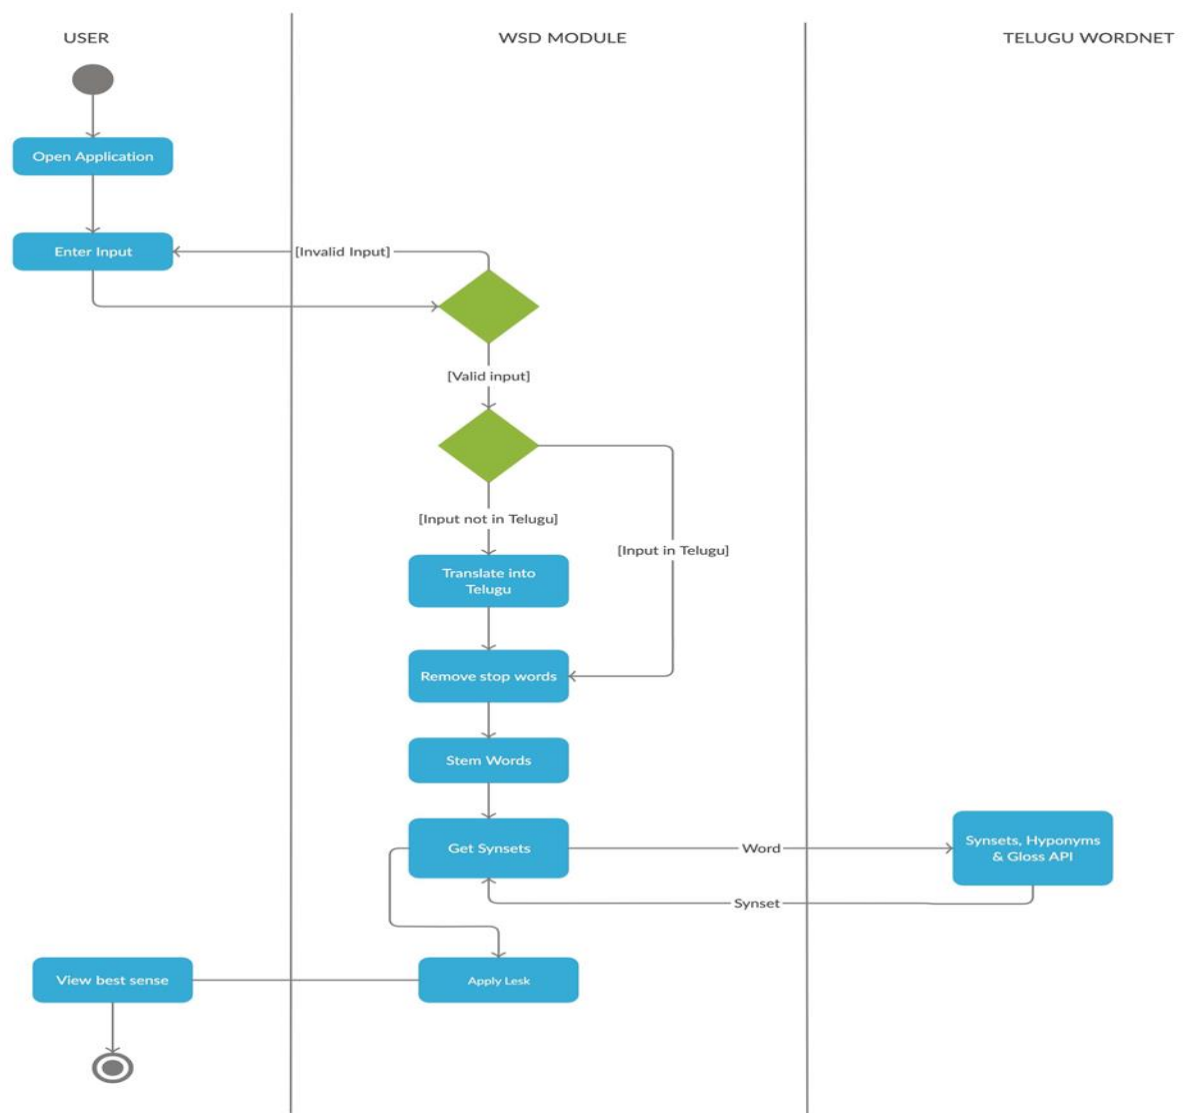 USER
WSD MODULE
TELUGU WORDNET
Open Application
Enter Input
[Invalid Input]
[Valid input]
[Input not in Telugu]
[Input in Telugu]
Translate into
Telugu
Remove stop words
Stem Words
Get Synsets
Word
Synsets, Hyponyms
& Gloss API
Synset
View best sense
Apply Lesk